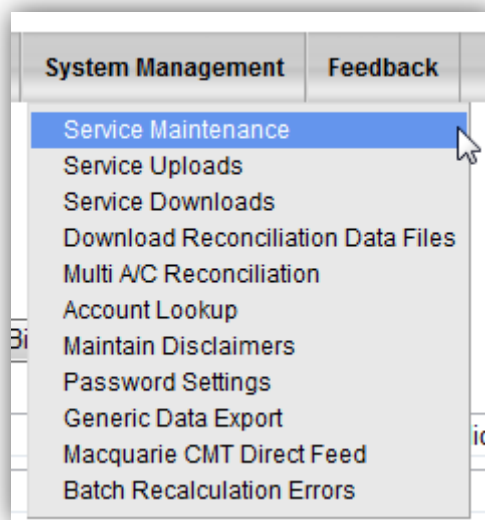 System Management Feedback
Service Maintenance
Service Uploads
Service Downloads
Download Reconciliation Data Files
Multi A/C Reconciliation
Account Lookup
Maintain Disclaimers
Password Settings
Generic Data Export
Macquarie CMT Direct Feed
Batch Recalculation Errors